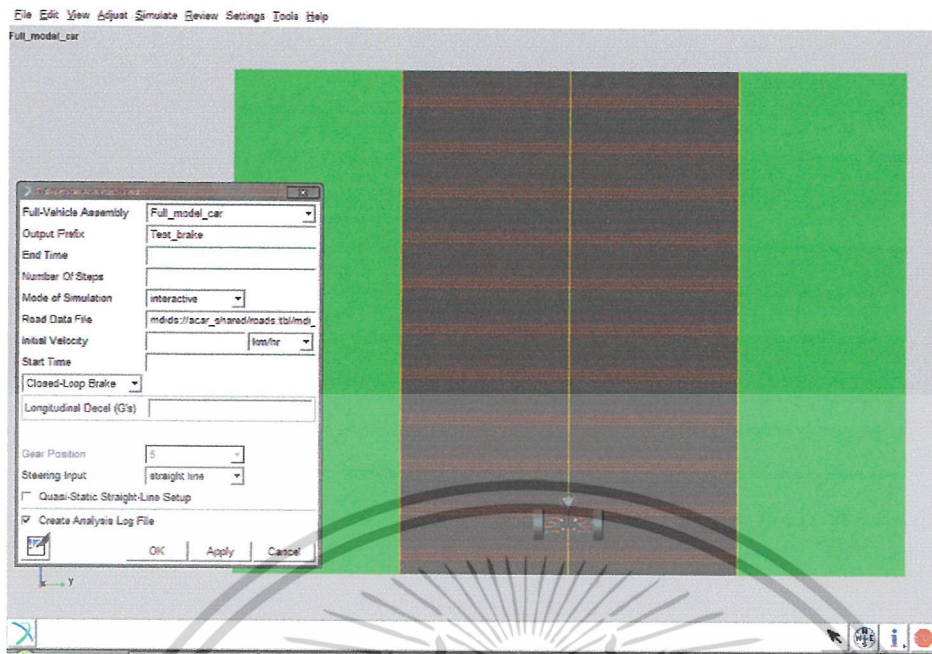 File Edit View Adjust Simulate Review Settings Tools Help
Full_model_car
Full-Vehicle Assembly Full_model_car
Output Prefix Test_brake
End Time
Number Of Steps
Mode of Simulation interactive
Road Data File mdids://acar_shared/roads.tbl/mdi_
Initial Velocity km/hr
Start Time
Closed-Loop Brake
Longitudinal Decel (G's)
Gear Position 5
Steering Input straight line
Quasi-Static Straight-Line Setup
Create Analysis Log File
OK Apply Cancel
x y